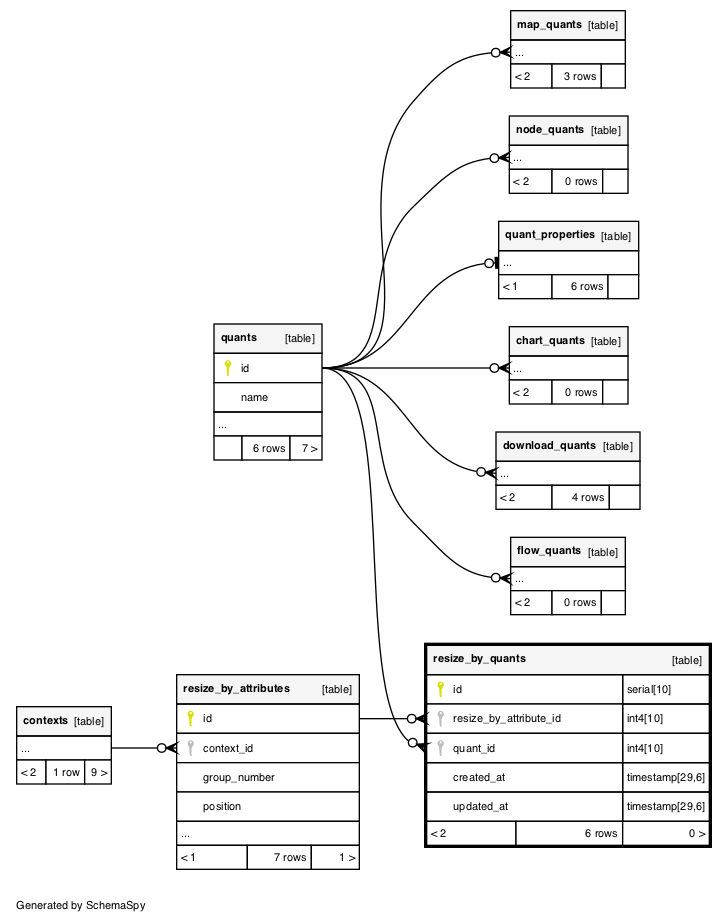 map_quants [table]
...
< 2 3 rows
node_quants [table]
...
< 2 0 rows
quant_properties [table]
...
< 1 6 rows
quants [table]
id
name
...
6 rows 7 >
chart_quants [table]
...
< 2 0 rows
download_quants [table]
...
< 2 4 rows
flow_quants [table]
...
< 2 0 rows
resize_by_quants [table]
id serial[10]
resize_by_attribute_id int4[10]
quant_id int4[10]
created_at timestamp[29,6]
updated_at timestamp[29,6]
< 2 6 rows 0 >
resize_by_attributes [table]
id
context_id
group_number
position
...
< 1 7 rows 1 >
contexts [table]
...
< 2 1 row 9 >
Generated by SchemaSpy